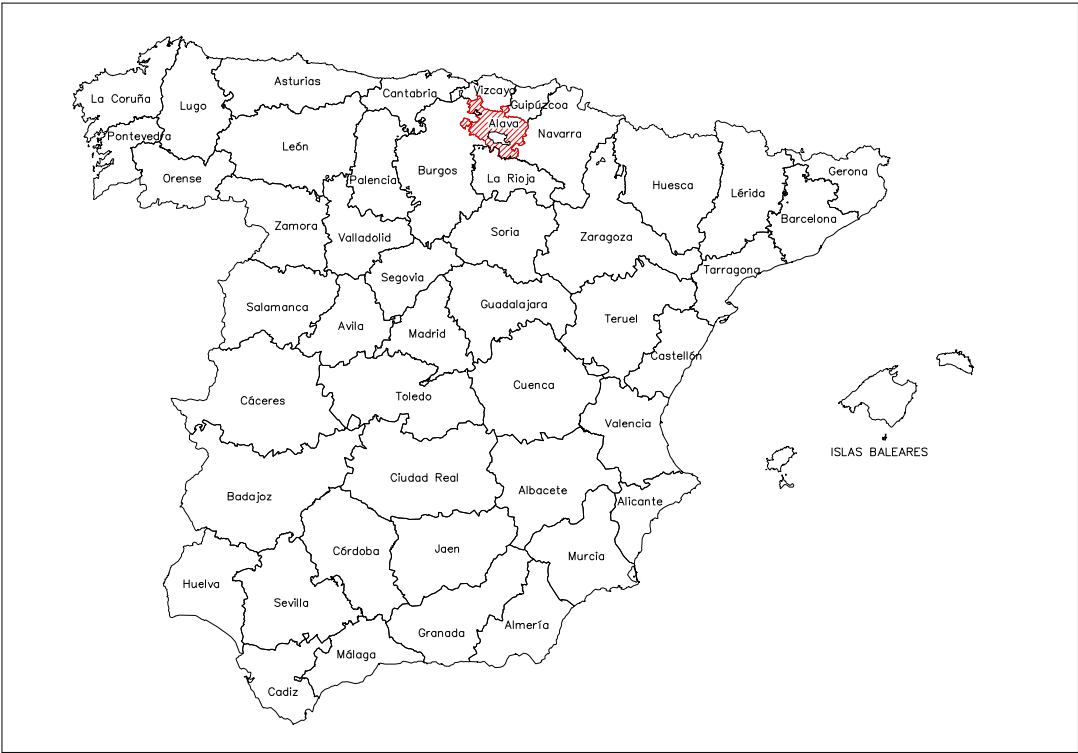 Asturias
Vizcaya
Cantabria
La Coruña
Lugo
Guipúzcoa
Alava
Pontevedra
Navarra
León
Gerona
Orense
Burgos
Palencia
La Rioja
Huesca
Lérida
Barcelona
Zamora
Valladolid
Soria
Zaragoza
Tarragona
Segovia
Salamanca
Guadalajara
Avila
Madrid
Teruel
Castellón
Cuenca
Toledo
Cáceres
Valencia
ISLAS BALEARES
Ciudad Real
Albacete
Badajoz
Alicante
Córdoba
Jaen
Murcia
Huelva
Sevilla
Granada
Almería
Málaga
Cadiz